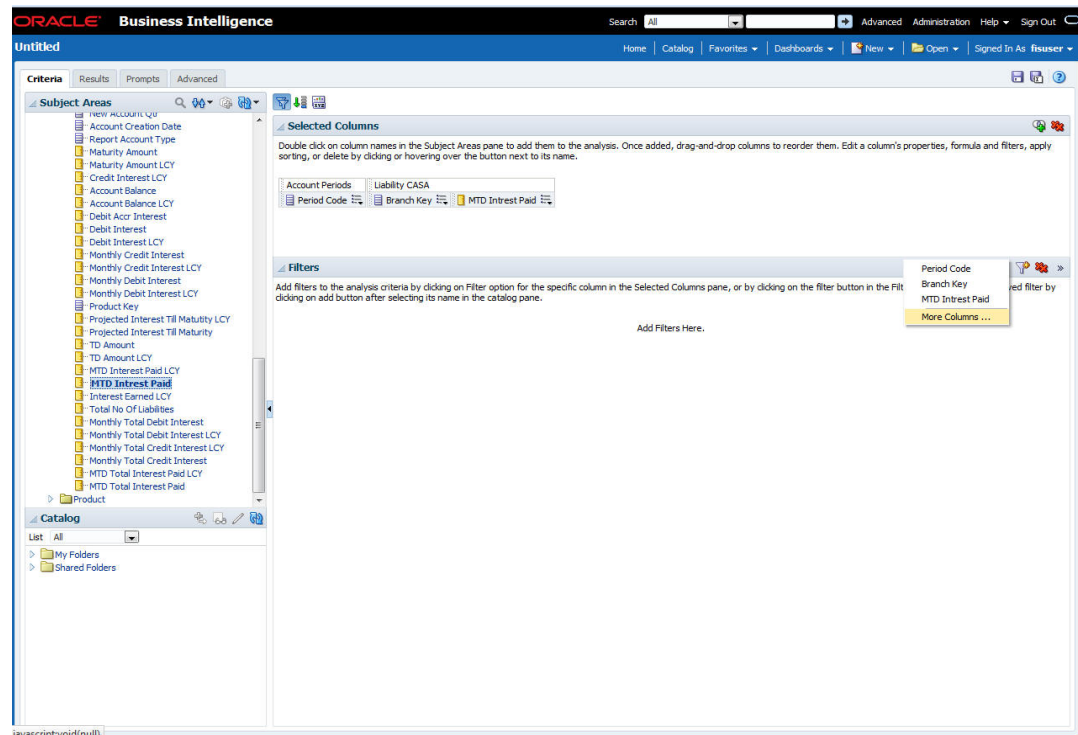 ORACLE Business Intelligence
Search All Advanced Administration Help Sign Out
Untitled
Home Catalog Favorites Dashboards New Open Signed In As fisuser
Criteria Results Prompts Advanced
Subject Areas
New Account Qtr
Account Creation Date
Report Account Type
Maturity Amount
Maturity Amount LCY
Credit Interest LCY
Account Balance
Account Balance LCY
Debit Accr Interest
Debit Interest
Debit Interest LCY
Monthly Credit Interest
Monthly Credit Interest LCY
Monthly Debit Interest
Monthly Debit Interest LCY
Product Key
Projected Interest Till Matutity LCY
Projected Interest Till Maturity
TD Amount
TD Amount LCY
MTD Interest Paid LCY
MTD Intrest Paid
Interest Earned LCY
Total No Of Liabilities
Monthly Total Debit Interest
Monthly Total Debit Interest LCY
Monthly Total Credit Interest LCY
Monthly Total Credit Interest
MTD Total Interest Paid LCY
MTD Total Interest Paid
Product
Catalog
List All
My Folders
Shared Folders
Selected Columns
Double click on column names in the Subject Areas pane to add them to the analysis. Once added, drag-and-drop columns to reorder them. Edit a column's properties, formula and filters, apply
sorting, or delete by clicking or hovering over the button next to its name.
Account Periods Liability CASA
Period Code Branch Key MTD Intrest Paid
Filters
Add filters to the analysis criteria by clicking on Filter option for the specific column in the Selected Columns pane, or by clicking on the filter button in the Filt ved filter by
clicking on add button after selecting its name in the catalog pane.
Add Filters Here.
Period Code
Branch Key
MTD Intrest Paid
More Columns ...
javascript:void(null)